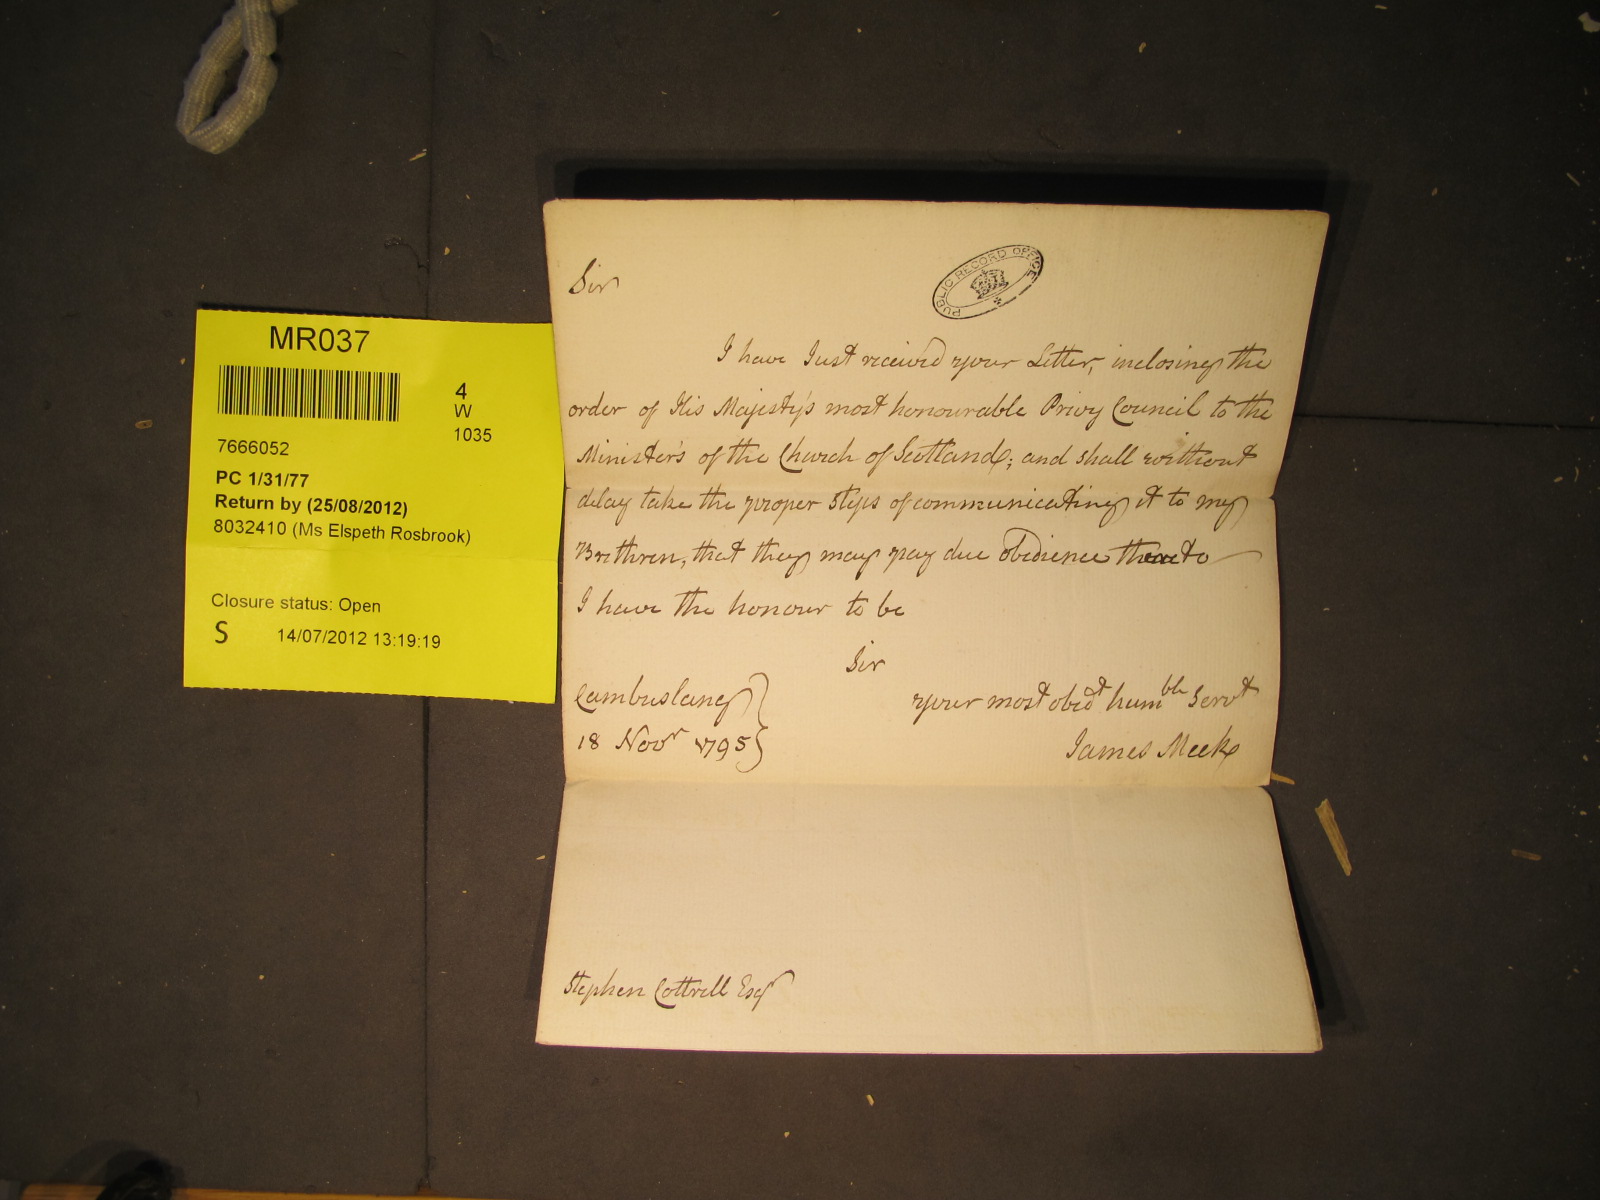 MR037
4
W
1035
7666052
PC 1/31/77
Return by (25/08/2012)
8032410 (Ms Elspeth Rosbrook)
Closure status: Open
S 14/07/2012 13:19:19
PUBLIC RECORD OFFICE
Sir
I have Just received your Letter, inclosing the
order of His Majesty's most honourable Privy Council to the
Minister's of the Church of Scotland; and shall without
delay take the proper Steps of communicating it to my
Brethren, that they may pay due obedience thereto
I have the honour to be
Sir
Cambuslang
18 Novr 1795
your most obedt humble Servt
James Meek
Stephen Cottrell Esqr